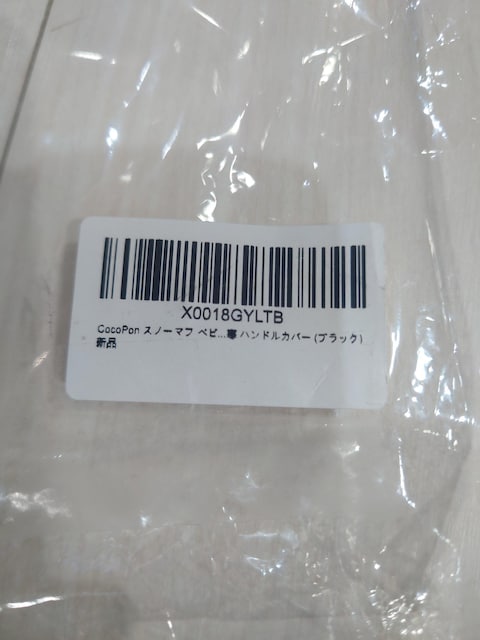 X0018GYLTB
CocoPon スノーマフ ベビ...寒 ハンドルカバー (ブラック)
新品